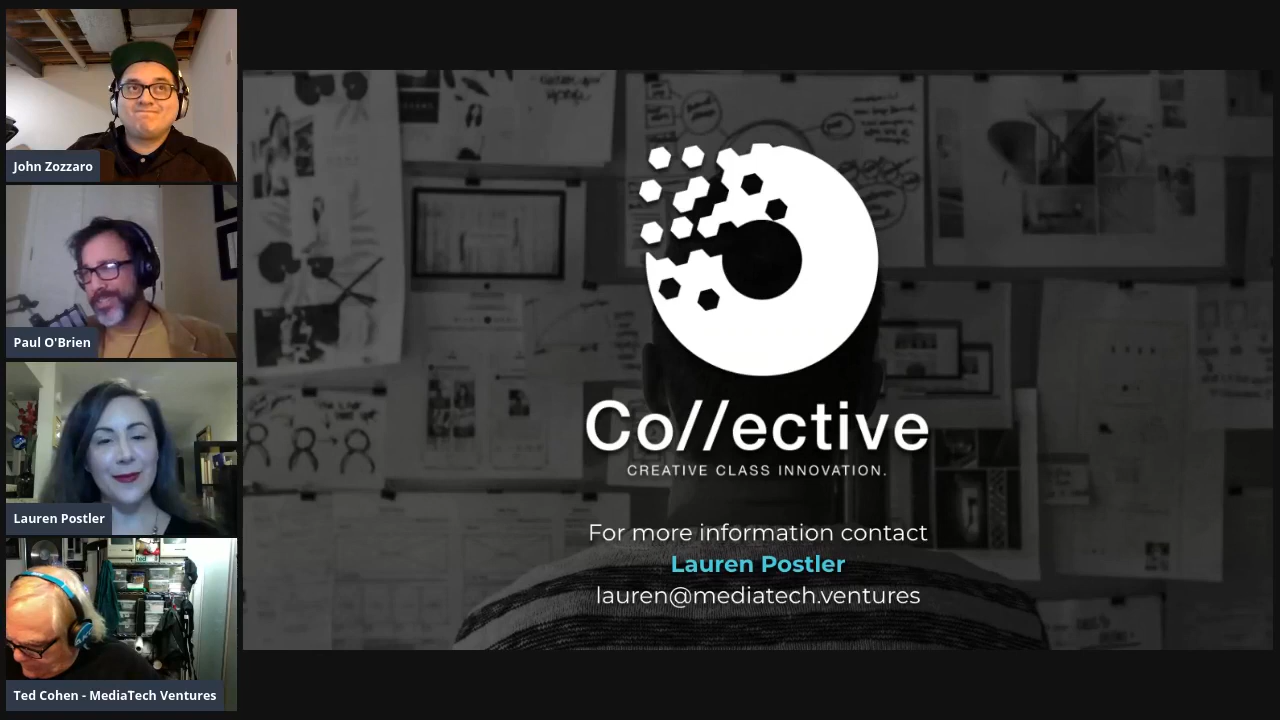 John Zozzaro
Paul O'Brien
Lauren Postler
Ted Cohen - MediaTech Ventures
Co//ective
CREATIVE CLASS INNOVATION.
For more information contact
Lauren Postler
lauren@mediatech.ventures